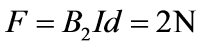 F = B₂Id = 2N